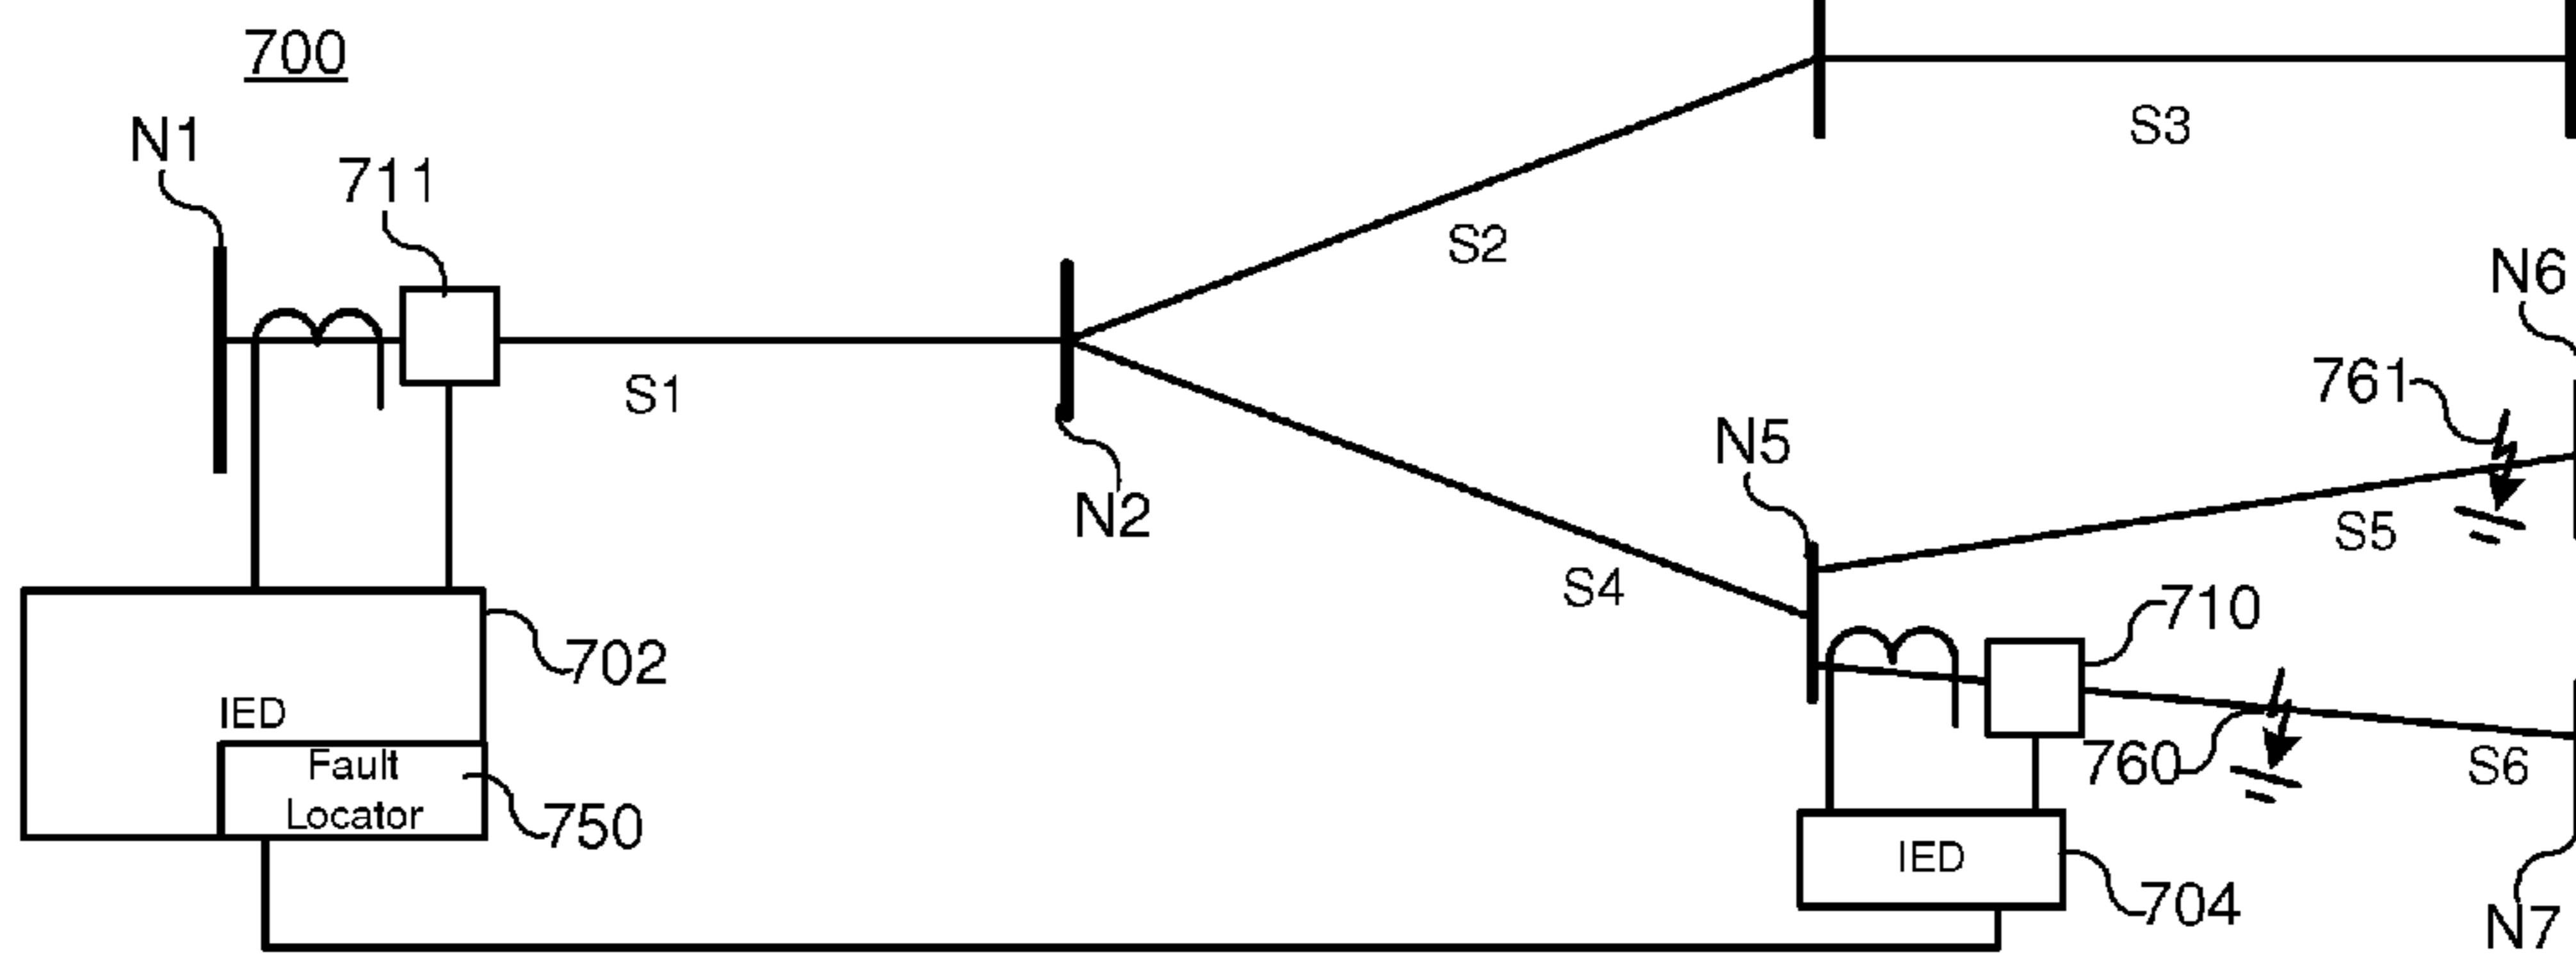 700
N1
711
S3
S2
N6
S1
761
N5
N2
S5
S4
710
702
IED
760
S6
Fault
Locator
750
IED
704
N7